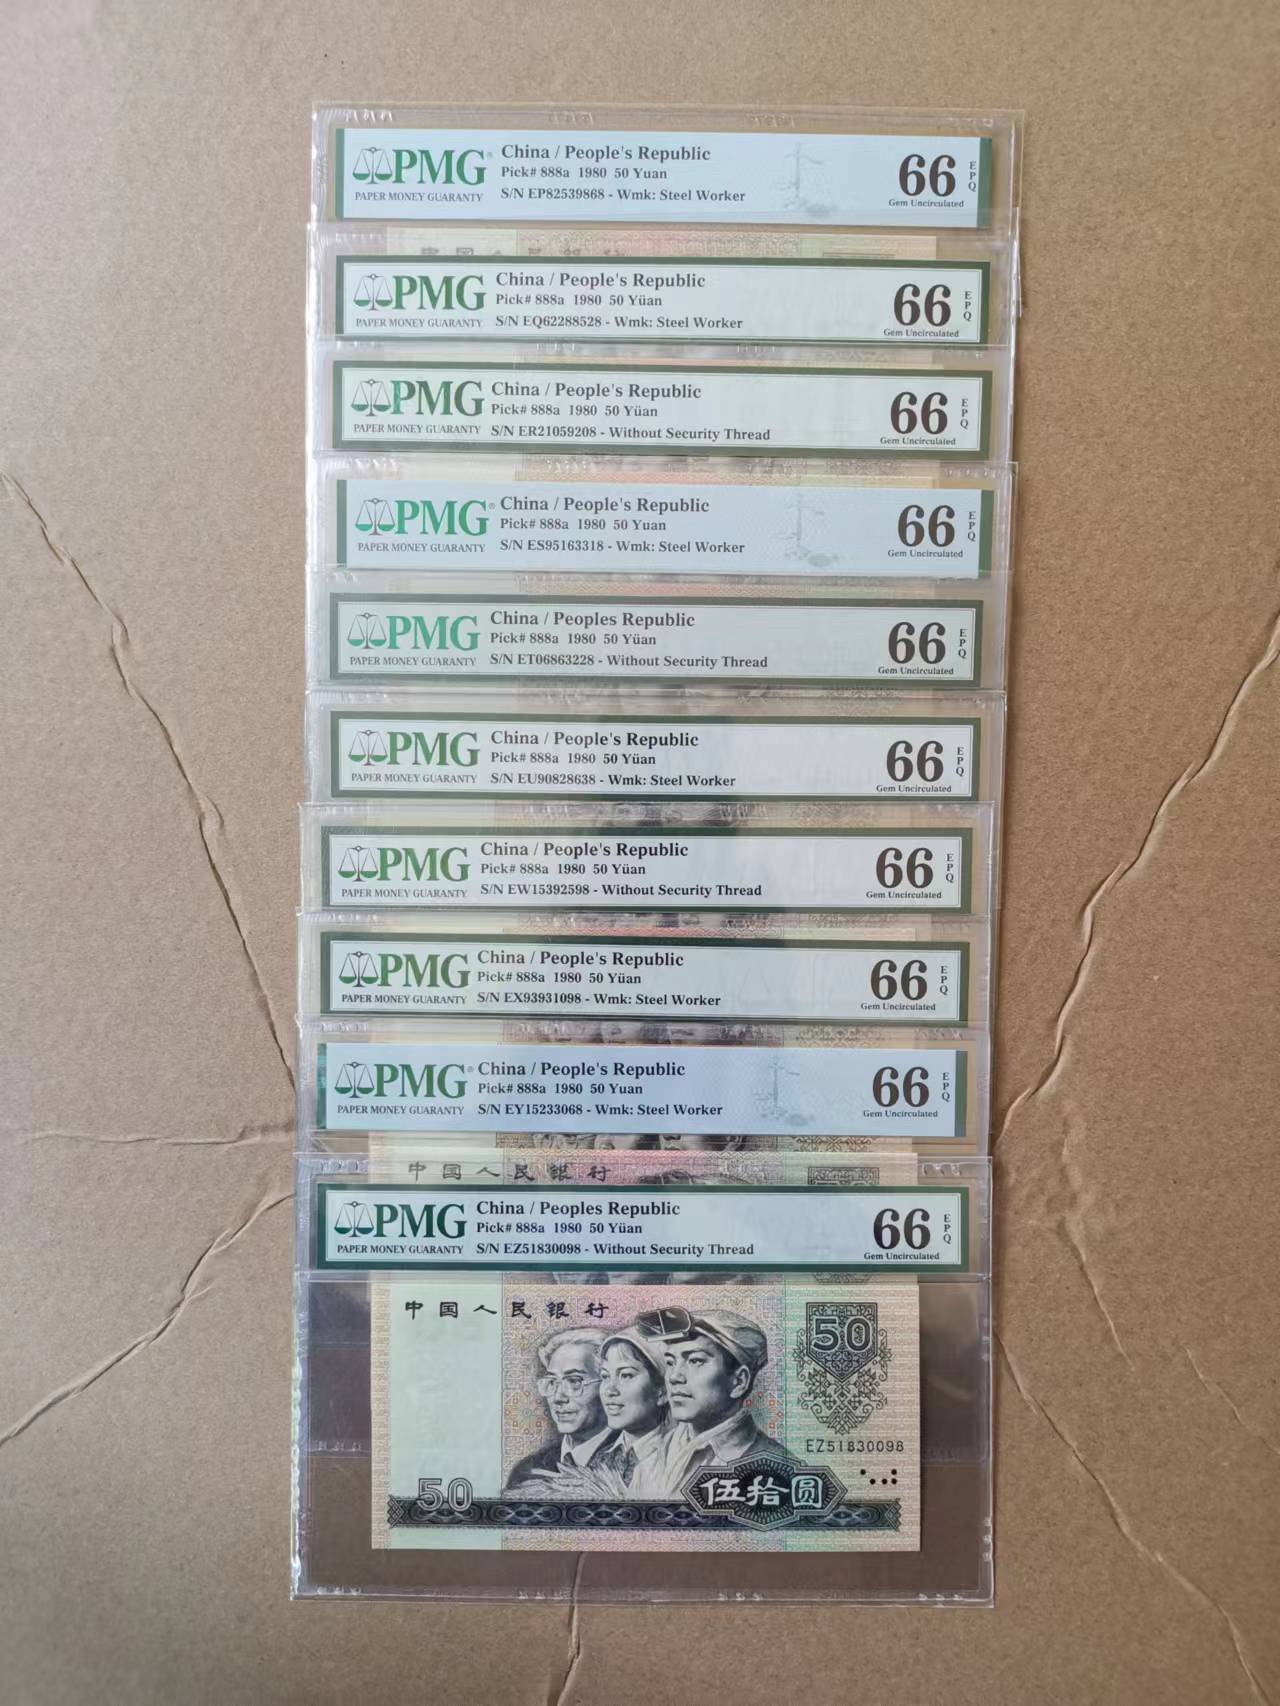 PMG®
PAPER MONEY GUARANTY
China / People's Republic
Pick# 888a 1980 50 Yuan
S/N EP82539868 - Wmk: Steel Worker
66 EPQ
Gem Uncirculated
PMG
PAPER MONEY GUARANTY
China / People's Republic
Pick# 888a 1980 50 Yüan
S/N EQ62288528 - Wmk: Steel Worker
66 EPQ
Gem Uncirculated
PMG
PAPER MONEY GUARANTY
China / People's Republic
Pick# 888a 1980 50 Yüan
S/N ER21059208 - Without Security Thread
66 EPQ
Gem Uncirculated
PMG®
PAPER MONEY GUARANTY
China / People's Republic
Pick# 888a 1980 50 Yuan
S/N ES95163318 - Wmk: Steel Worker
66 EPQ
Gem Uncirculated
PMG
PAPER MONEY GUARANTY
China / Peoples Republic
Pick# 888a 1980 50 Yüan
S/N ET06863228 - Without Security Thread
66 EPQ
Gem Uncirculated
PMG
PAPER MONEY GUARANTY
China / People's Republic
Pick# 888a 1980 50 Yüan
S/N EU90828638 - Wmk: Steel Worker
66 EPQ
Gem Uncirculated
PMG
PAPER MONEY GUARANTY
China / People's Republic
Pick# 888a 1980 50 Yüan
S/N EW15392598 - Without Security Thread
66 EPQ
Gem Uncirculated
PMG
PAPER MONEY GUARANTY
China / People's Republic
Pick# 888a 1980 50 Yüan
S/N EX93931098 - Wmk: Steel Worker
66 EPQ
Gem Uncirculated
PMG®
PAPER MONEY GUARANTY
China / People's Republic
Pick# 888a 1980 50 Yuan
S/N EY15233068 - Wmk: Steel Worker
66 EPQ
Gem Uncirculated
中国人民银行
PMG
PAPER MONEY GUARANTY
China / Peoples Republic
Pick# 888a 1980 50 Yüan
S/N EZ51830098 - Without Security Thread
66 EPQ
Gem Uncirculated
中国人民银行
50
EZ51830098
50
伍拾圆